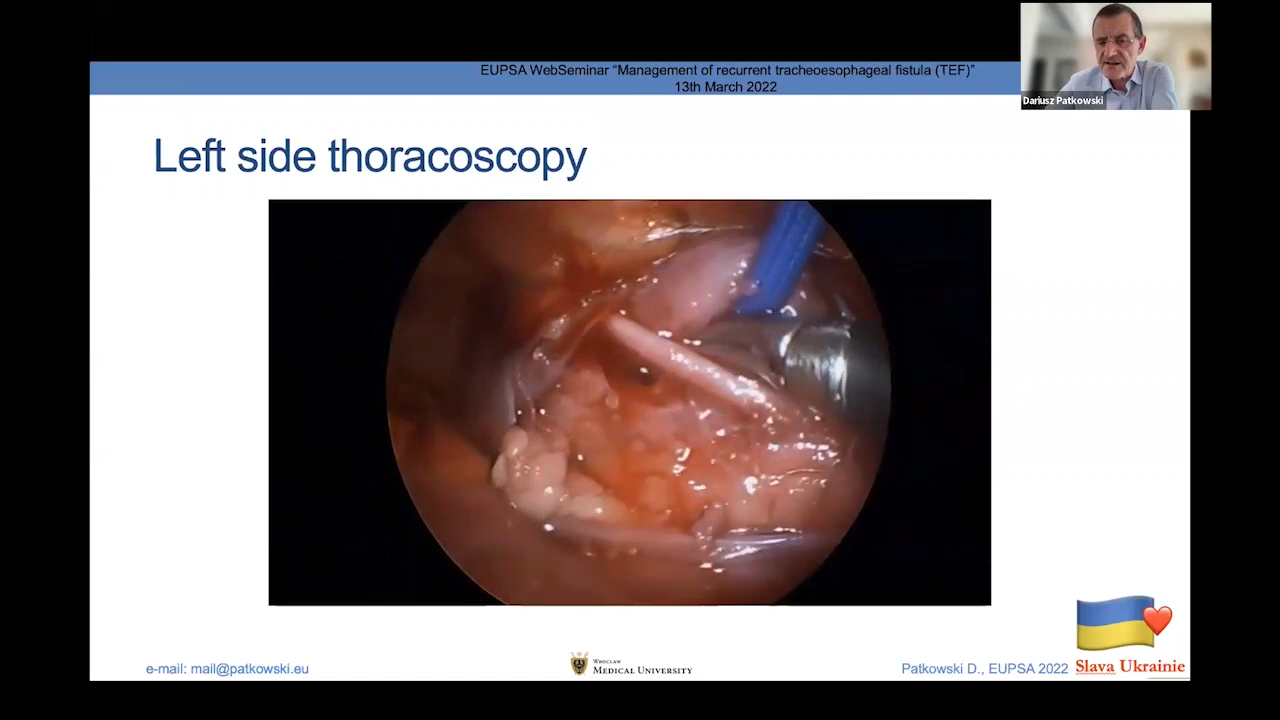 EUPSA WebSeminar “Management of recurrent tracheoesophageal fistula (TEF)”
13th March 2022
Dariusz Patkowski
Left side thoracoscopy
e-mail: mail@patkowski.eu
Wroclaw
Medical University
Patkowski D., EUPSA 2022
Slava Ukrainie